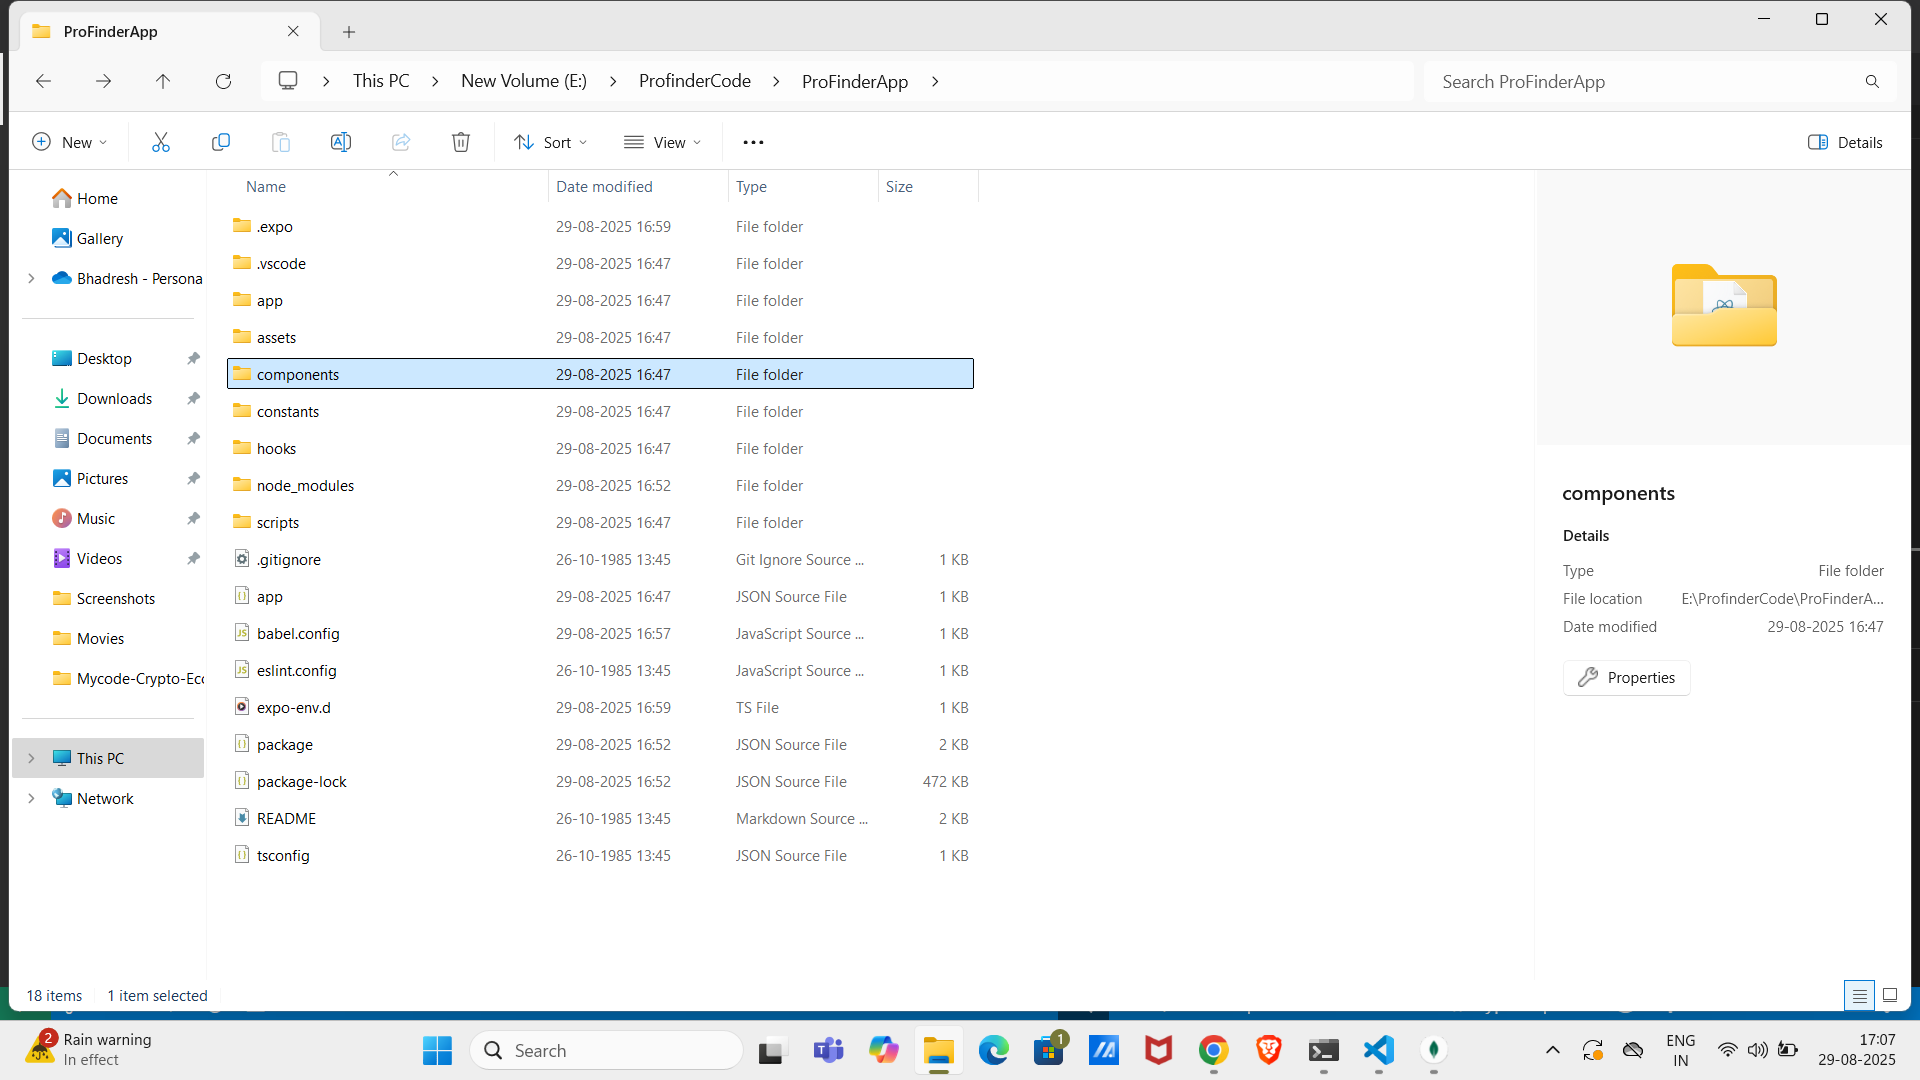 ProFinderApp
This PC
New Volume (E:)
ProfinderCode
ProFinderApp
Search ProFinderApp
New
Sort
View
Details
Name Date modified Type Size
Home
Gallery
Bhadresh - Persona
Desktop
Downloads
Documents
Pictures
Music
Videos
Screenshots
Movies
Mycode-Crypto-Ecc
This PC
Network
.expo 29-08-2025 16:59 File folder
.vscode 29-08-2025 16:47 File folder
app 29-08-2025 16:47 File folder
assets 29-08-2025 16:47 File folder
components 29-08-2025 16:47 File folder
constants 29-08-2025 16:47 File folder
hooks 29-08-2025 16:47 File folder
node_modules 29-08-2025 16:52 File folder
scripts 29-08-2025 16:47 File folder
.gitignore 26-10-1985 13:45 Git Ignore Source ... 1 KB
app 29-08-2025 16:47 JSON Source File 1 KB
babel.config 29-08-2025 16:57 JavaScript Source ... 1 KB
eslint.config 26-10-1985 13:45 JavaScript Source ... 1 KB
expo-env.d 29-08-2025 16:59 TS File 1 KB
package 29-08-2025 16:52 JSON Source File 2 KB
package-lock 29-08-2025 16:52 JSON Source File 472 KB
README 26-10-1985 13:45 Markdown Source ... 2 KB
tsconfig 26-10-1985 13:45 JSON Source File 1 KB
components
Details
Type File folder
File location E:\ProfinderCode\ProFinderA...
Date modified 29-08-2025 16:47
Properties
18 items 1 item selected
2
Rain warning
In effect
Search
1
ENG
IN
17:07
29-08-2025